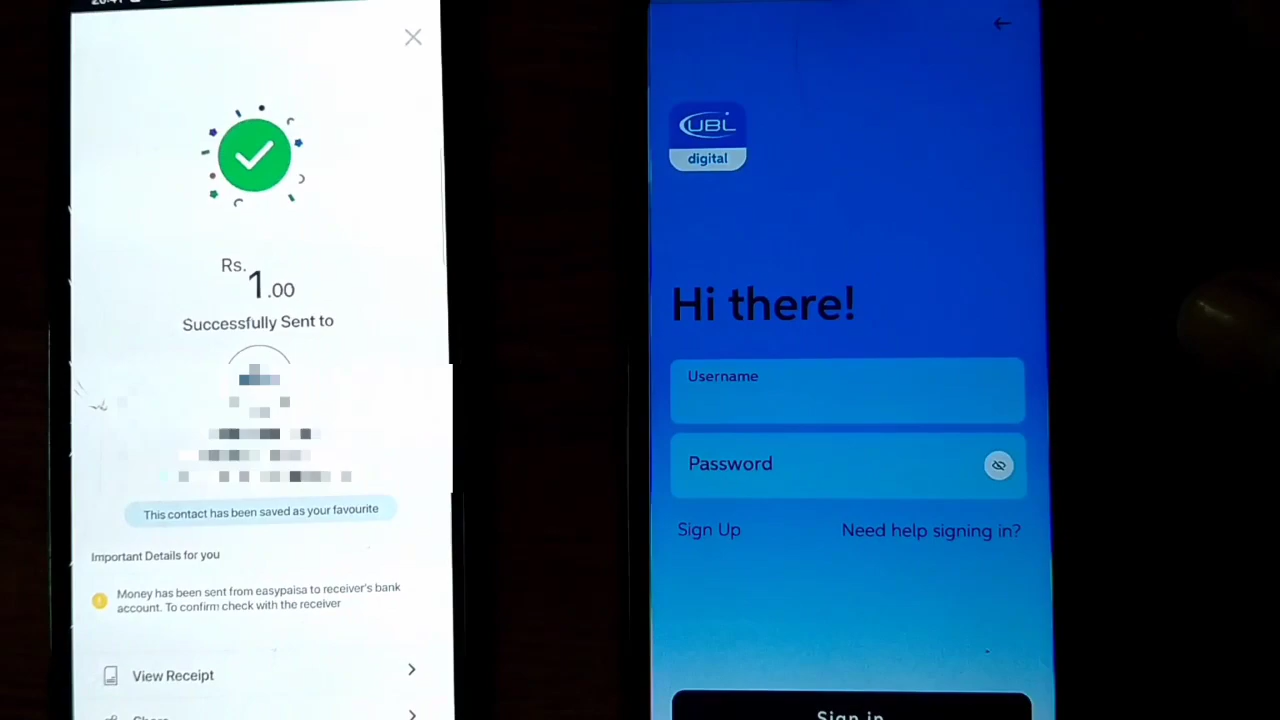 Rs.
1.00
Successfully Sent to
This contact has been saved as your favourite
Important Details for you
Money has been sent from easypaisa to receiver's bank
account. To confirm check with the receiver
View Receipt
UBL
digital
Hi there!
Username
Password
Sign Up
Need help signing in?
Sign in